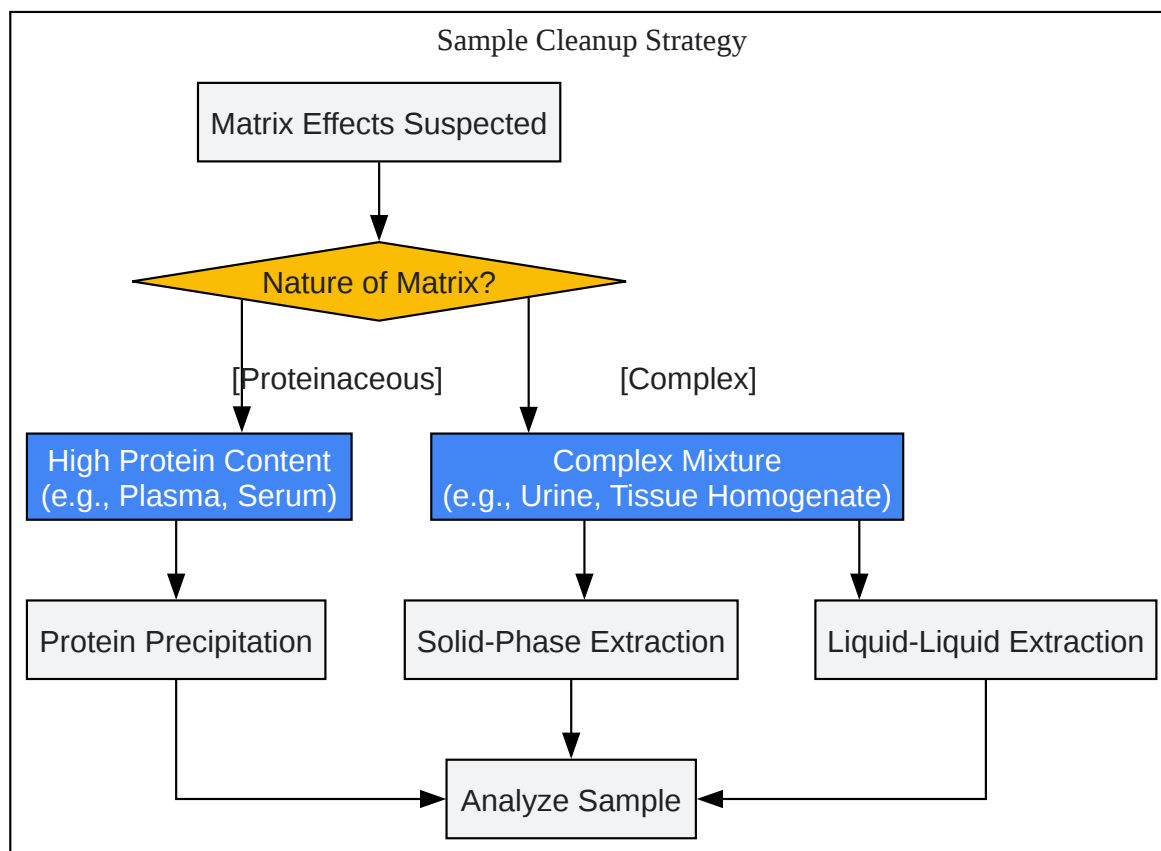 Sample Cleanup Strategy
Matrix Effects Suspected
Nature of Matrix?
[Proteinaceous]
[Complex]
High Protein Content
(e.g., Plasma, Serum)
Complex Mixture
(e.g., Urine, Tissue Homogenate)
Protein Precipitation
Solid-Phase Extraction
Liquid-Liquid Extraction
Analyze Sample